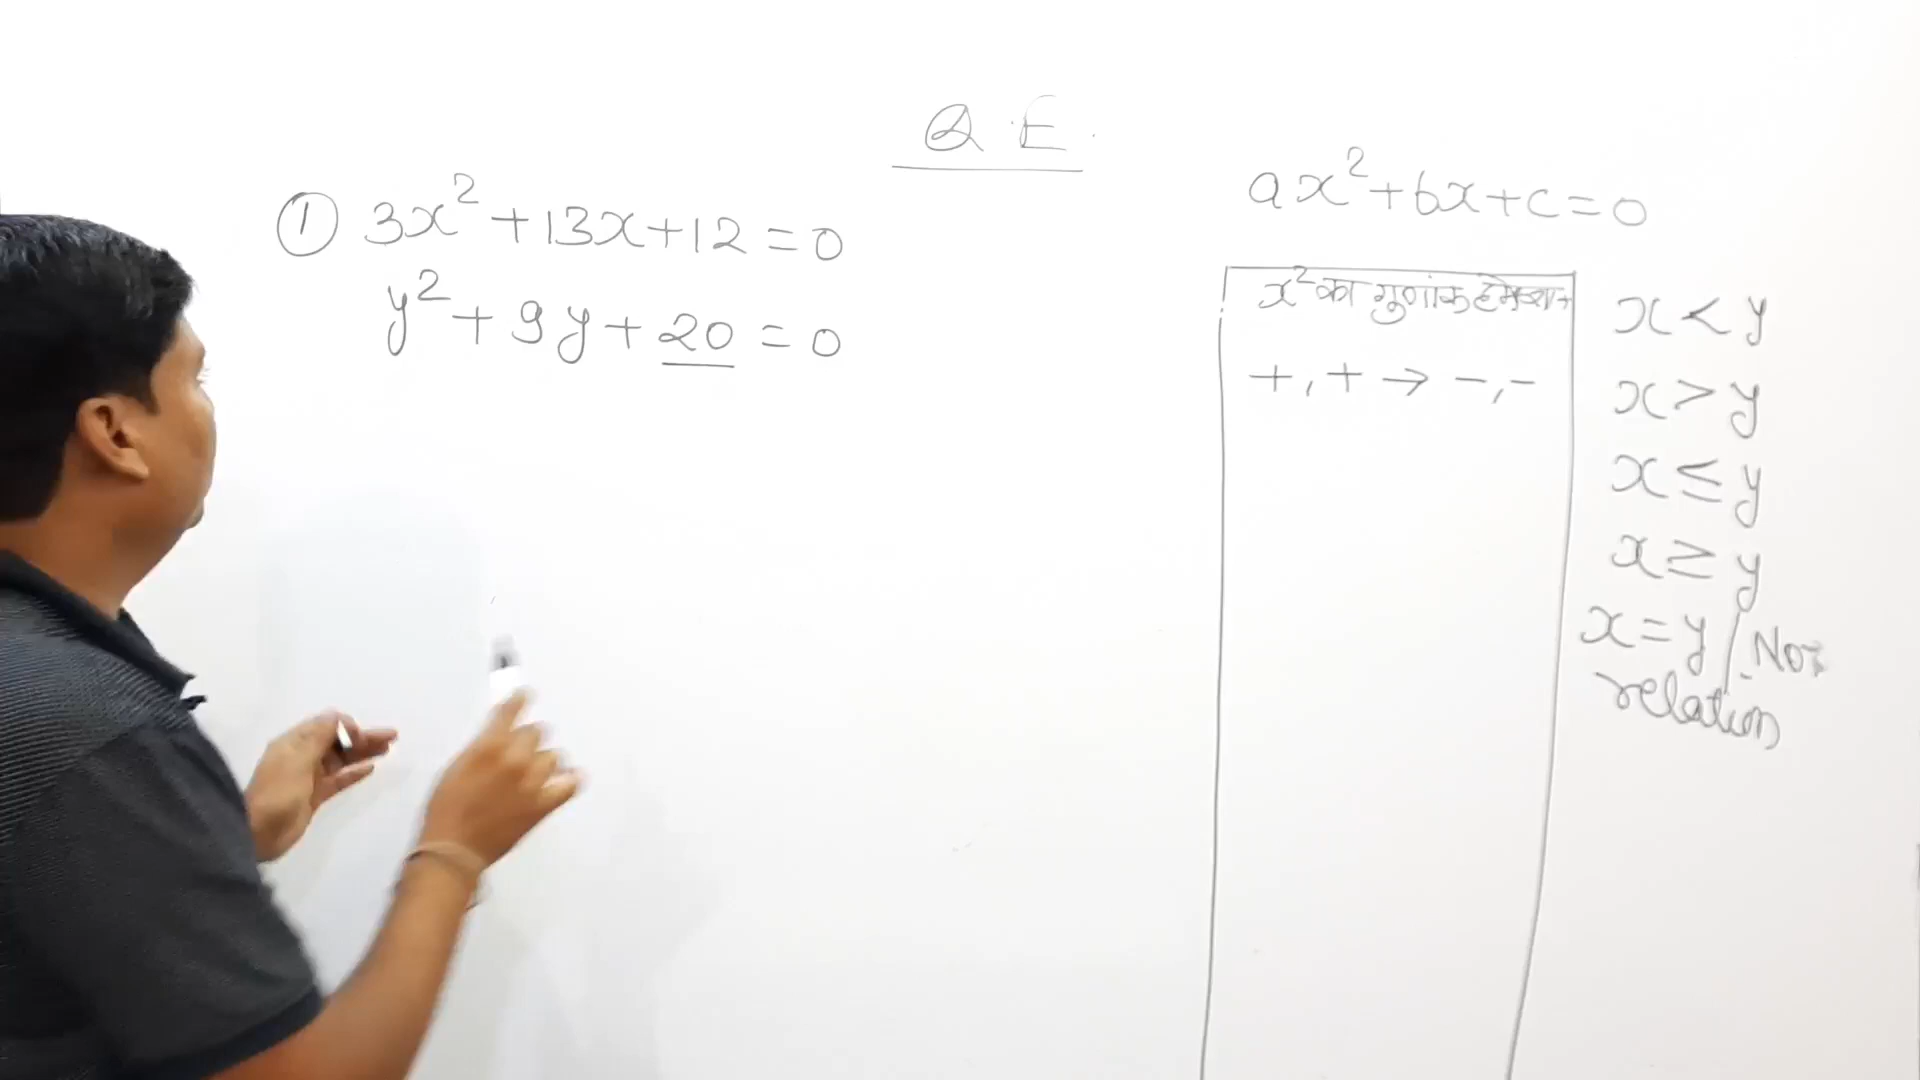 Q.E.
① 3x² + 13x + 12 = 0
y² + 9y + 20 = 0
ax² + bx + c = 0
x² का गुणांक हमेशा +
+, + → -, -
x < y
x > y
x ≤ y
x ≥ y
x = y / No
relation